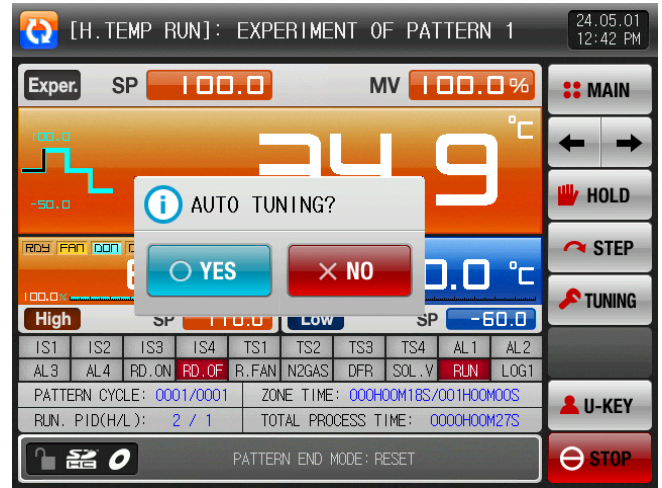 [H.TEMP RUN]: EXPERIMENT OF PATTERN 1
24.05.01
12:42 PM
Exper. SP 100.0 MV 100.0 %
MAIN
100.0
-50.0
°C
HOLD
AUTO TUNING?
YES
NO
STEP
RDY FAN
°C
100.0%
TUNING
High SP 110.0 Low SP -60.0
IS1 IS2 IS3 IS4 TS1 TS2 TS3 TS4 AL1 AL2
AL3 AL4 RD.ON RD.OF R.FAN N2GAS DFR SOL.V RUN LOG1
PATTERN CYCLE: 0001/0001 ZONE TIME: 000H00M18S/001H00M00S
RUN. PID(H/L): 2 / 1 TOTAL PROCESS TIME: 0000H00M27S
U-KEY
PATTERN END MODE: RESET
STOP